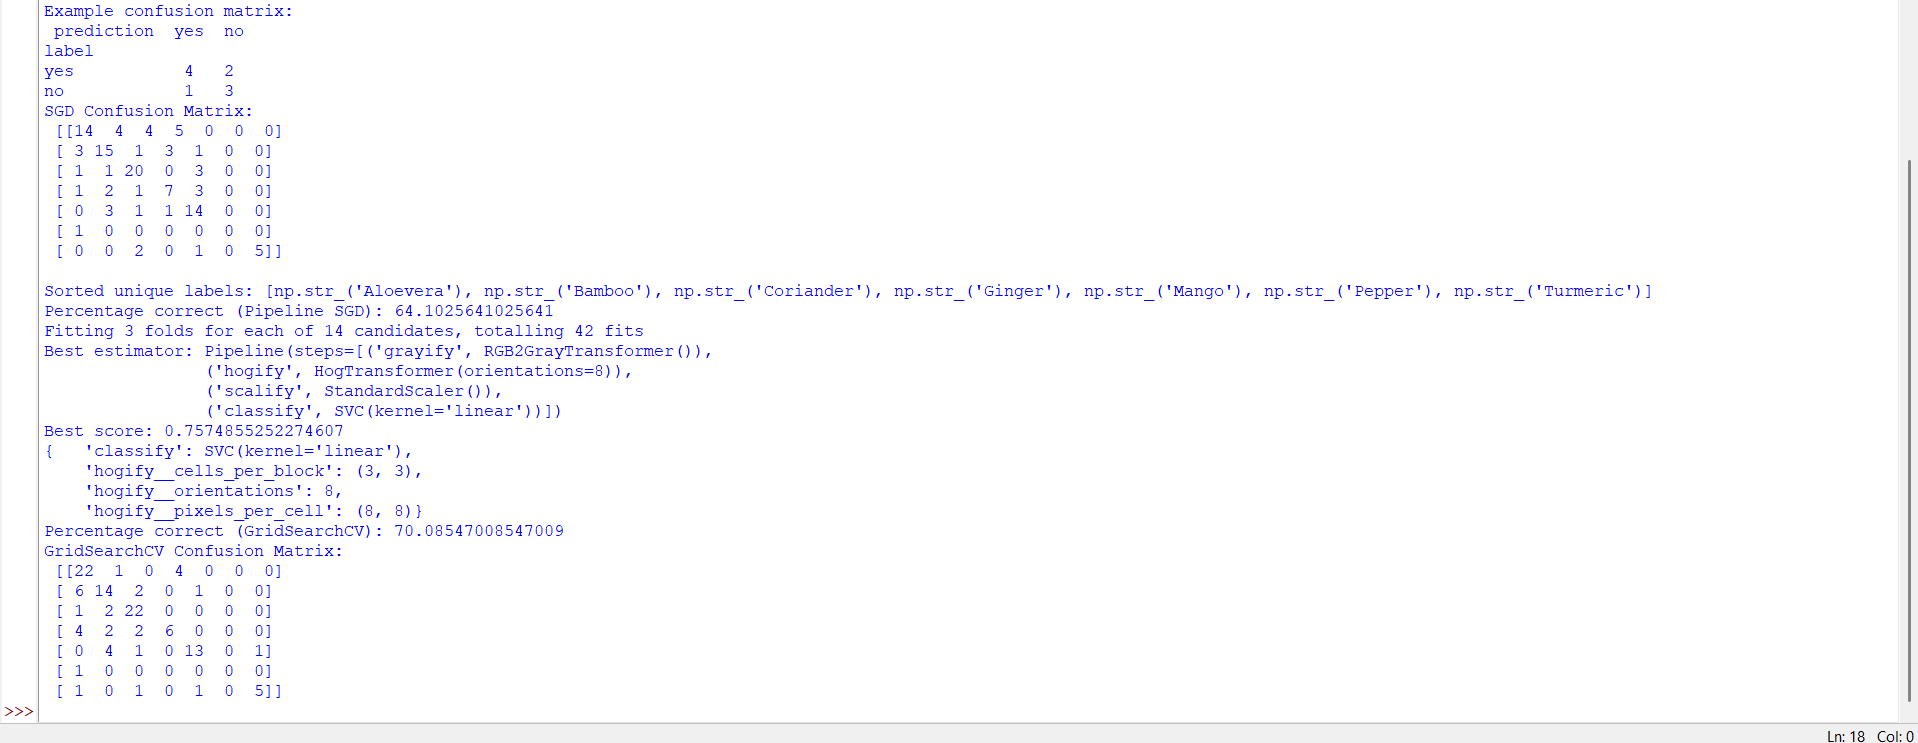 Example confusion matrix:
 prediction  yes  no
label
yes           4   2
no            1   3
SGD Confusion Matrix:
 [[14  4  4  5  0  0  0]
 [ 3 15  1  3  1  0  0]
 [ 1  1 20  0  3  0  0]
 [ 1  2  1  7  3  0  0]
 [ 0  3  1  1 14  0  0]
 [ 1  0  0  0  0  0  0]
 [ 0  0  2  0  1  0  5]]
Sorted unique labels: [np.str_('Aloevera'), np.str_('Bamboo'), np.str_('Coriander'), np.str_('Ginger'), np.str_('Mango'), np.str_('Pepper'), np.str_('Turmeric')]
Percentage correct (Pipeline SGD): 64.1025641025641
Fitting 3 folds for each of 14 candidates, totalling 42 fits
Best estimator: Pipeline(steps=[('grayify', RGB2GrayTransformer()),
                ('hogify', HogTransformer(orientations=8)),
                ('scalify', StandardScaler()),
                ('classify', SVC(kernel='linear'))])
Best score: 0.7574855252274607
{   'classify': SVC(kernel='linear'),
    'hogify__cells_per_block': (3, 3),
    'hogify__orientations': 8,
    'hogify__pixels_per_cell': (8, 8)}
Percentage correct (GridSearchCV): 70.08547008547009
GridSearchCV Confusion Matrix:
 [[22  1  0  4  0  0  0]
 [ 6 14  2  0  1  0  0]
 [ 1  2 22  0  0  0  0]
 [ 4  2  2  6  0  0  0]
 [ 0  4  1  0 13  0  1]
 [ 1  0  0  0  0  0  0]
 [ 1  0  1  0  1  0  5]]
>>>
Ln: 18  Col: 0